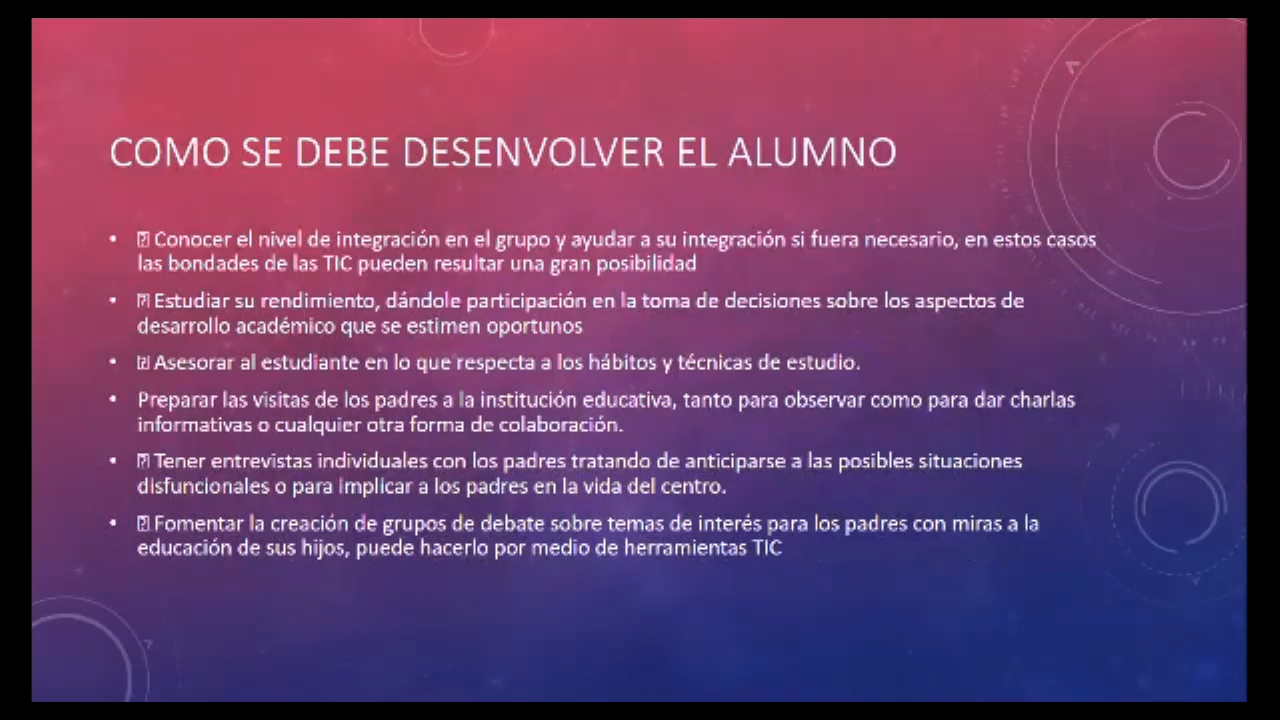 COMO SE DEBE DESENVOLVER EL ALUMNO
• Conocer el nivel de integración en el grupo y ayudar a su integración si fuera necesario, en estos casos
las bondades de las TIC pueden resultar una gran posibilidad
• Estudiar su rendimiento, dándole participación en la toma de decisiones sobre los aspectos de
desarrollo académico que se estimen oportunos
• Asesorar al estudiante en lo que respecta a los hábitos y técnicas de estudio.
• Preparar las visitas de los padres a la institución educativa, tanto para observar como para dar charlas
informativas o cualquier otra forma de colaboración.
• Tener entrevistas individuales con los padres tratando de anticiparse a las posibles situaciones
disfuncionales o para implicar a los padres en la vida del centro.
• Fomentar la creación de grupos de debate sobre temas de interés para los padres con miras a la
educación de sus hijos, puede hacerlo por medio de herramientas TIC